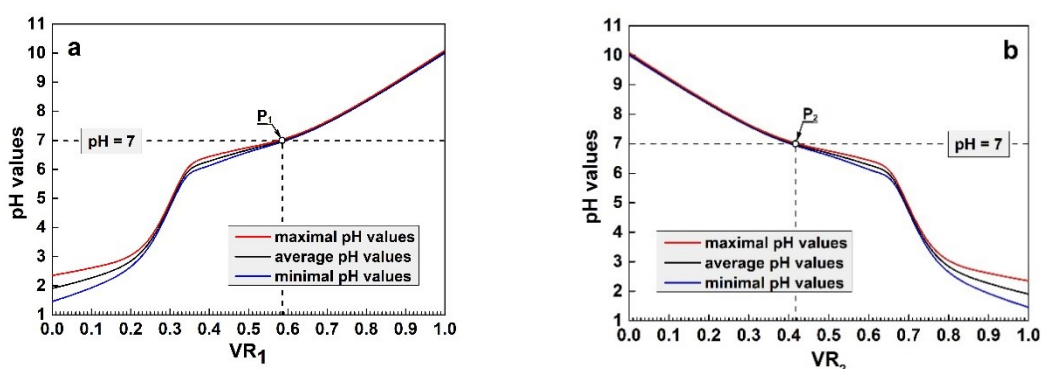 a
11
10
9
8
7
6
5
4
3
2
1
pH values
P1
pH = 7
maximal pH values
average pH values
minimal pH values
0.0 0.1 0.2 0.3 0.4 0.5 0.6 0.7 0.8 0.9 1.0
VR1
b
11
10
9
8
7
6
5
4
3
2
1
pH values
P2
pH = 7
maximal pH values
average pH values
minimal pH values
0.0 0.1 0.2 0.3 0.4 0.5 0.6 0.7 0.8 0.9 1.0
VR2